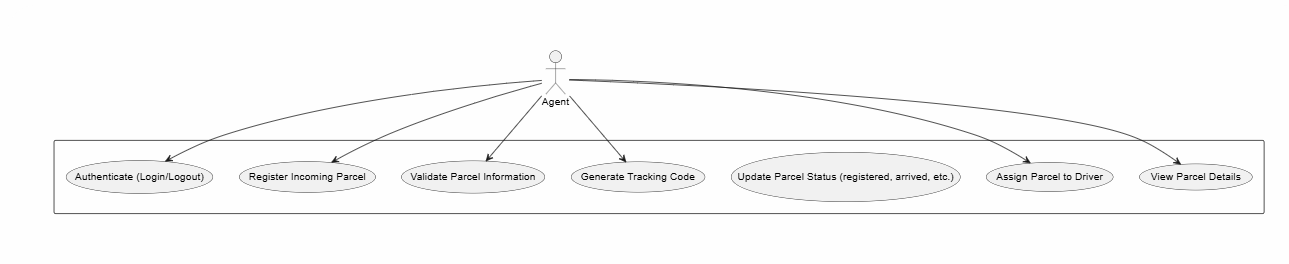 Agent
Authenticate (Login/Logout)
Register Incoming Parcel
Validate Parcel Information
Generate Tracking Code
Update Parcel Status (registered, arrived, etc.)
Assign Parcel to Driver
View Parcel Details